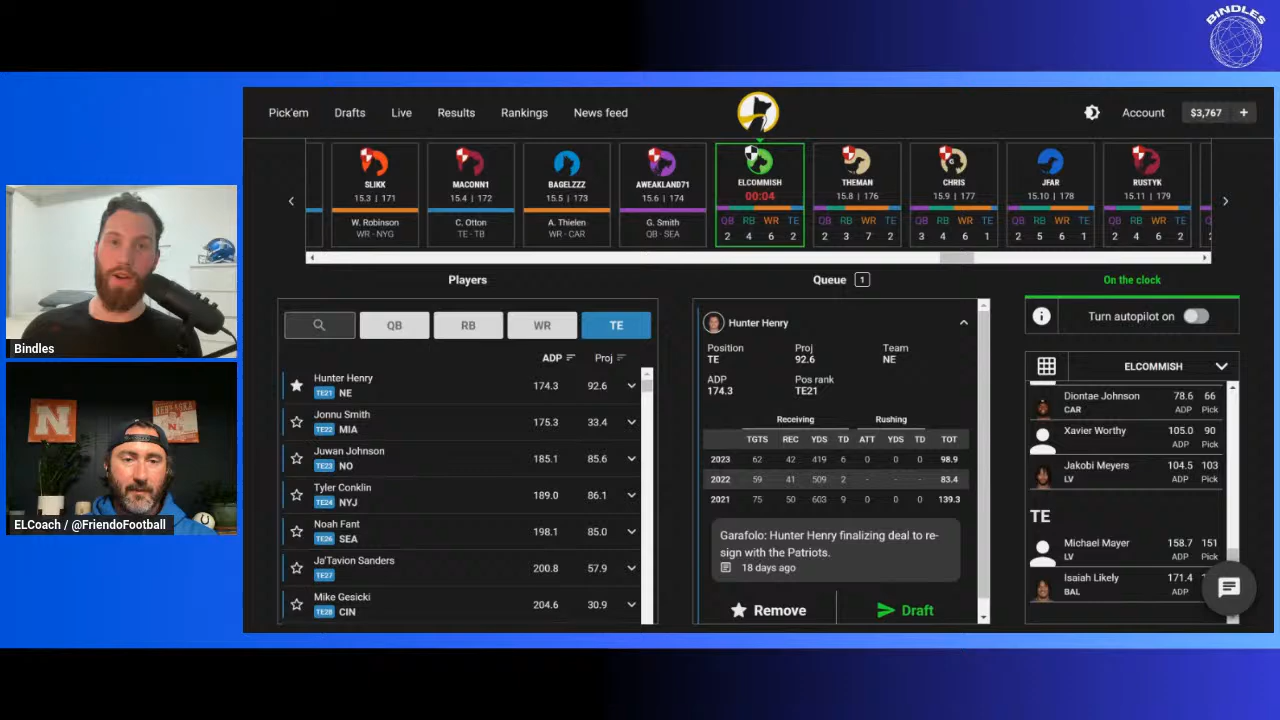 BINDLES
Pick'em Drafts Live Results Rankings News feed
Account $3,767 +
SLIKK
15.3 | 171
W. Robinson
WR - NYG
MACONN1
15.4 | 172
C. Otton
TE - TB
BAGELZZZ
15.5 | 173
A. Thielen
WR - CAR
AWEAKLAND71
15.6 | 174
G. Smith
QB - SEA
ELCOMMISH
00:04
QB RB WR TE
2 4 6 2
THEMAN
15.8 | 176
QB RB WR TE
2 3 7 2
CHRIS
15.9 | 177
QB RB WR TE
3 4 6 1
JFAR
15.10 | 178
QB RB WR TE
2 5 6 1
RUSTYK
15.11 | 179
QB RB WR TE
2 4 6 2
Players
QB RB WR TE
ADP Proj
Hunter Henry
TE21 NE 174.3 92.6
Jonnu Smith
TE22 MIA 175.3 33.4
Juwan Johnson
TE23 NO 185.1 85.6
Tyler Conklin
TE24 NYJ 189.0 86.1
Noah Fant
TE26 SEA 198.1 85.0
Ja'Tavion Sanders
TE27 200.8 57.9
Mike Gesicki
TE28 CIN 204.6 30.9
Queue 1
Hunter Henry
Position Proj Team
TE 92.6 NE
ADP Pos rank
174.3 TE21
Receiving Rushing
TGTS REC YDS TD ATT YDS TD TOT
2023 62 42 419 6 0 0 0 98.9
2022 59 41 509 2 - - - 83.4
2021 75 50 603 9 0 0 0 139.3
Garafolo: Hunter Henry finalizing deal to re-
sign with the Patriots.
18 days ago
Remove Draft
On the clock
Turn autopilot on
ELCOMMISH
Diontae Johnson 78.6 66
CAR ADP Pick
Xavier Worthy 105.0 90
ADP Pick
Jakobi Meyers 104.5 103
LV ADP Pick
TE
Michael Mayer 158.7 151
LV ADP Pick
Isaiah Likely 171.4
BAL ADP
Bindles
ELCoach / @FriendoFootball